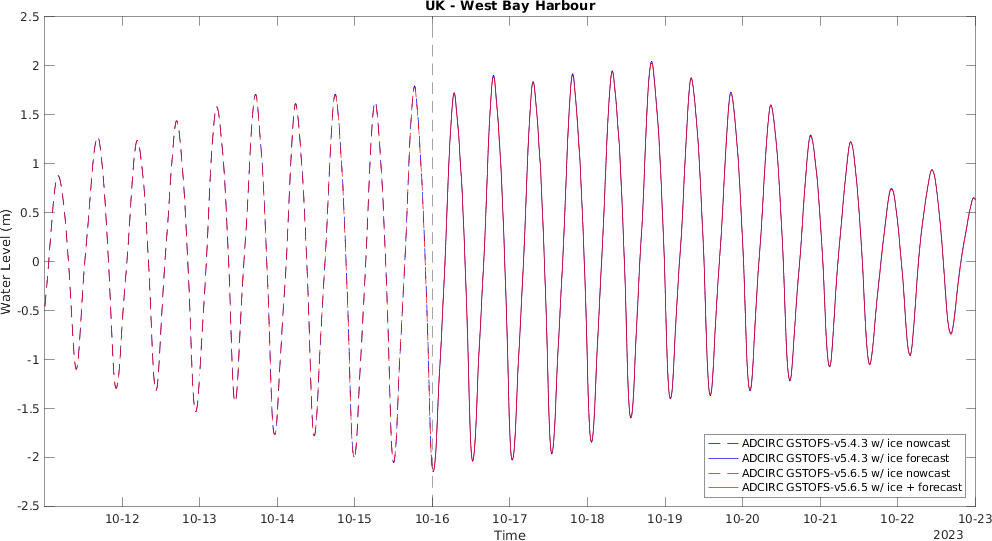 UK - West Bay Harbour
2.5
2
1.5
1
0.5
0
-0.5
-1
-1.5
-2
-2.5
Water Level (m)
ADCIRC GSTOFS-v5.4.3 w/ ice nowcast
ADCIRC GSTOFS-v5.4.3 w/ ice forecast
ADCIRC GSTOFS-v5.6.5 w/ ice nowcast
ADCIRC GSTOFS-v5.6.5 w/ ice + forecast
10-12 10-13 10-14 10-15 10-16 10-17 10-18 10-19 10-20 10-21 10-22 10-23
Time
2023